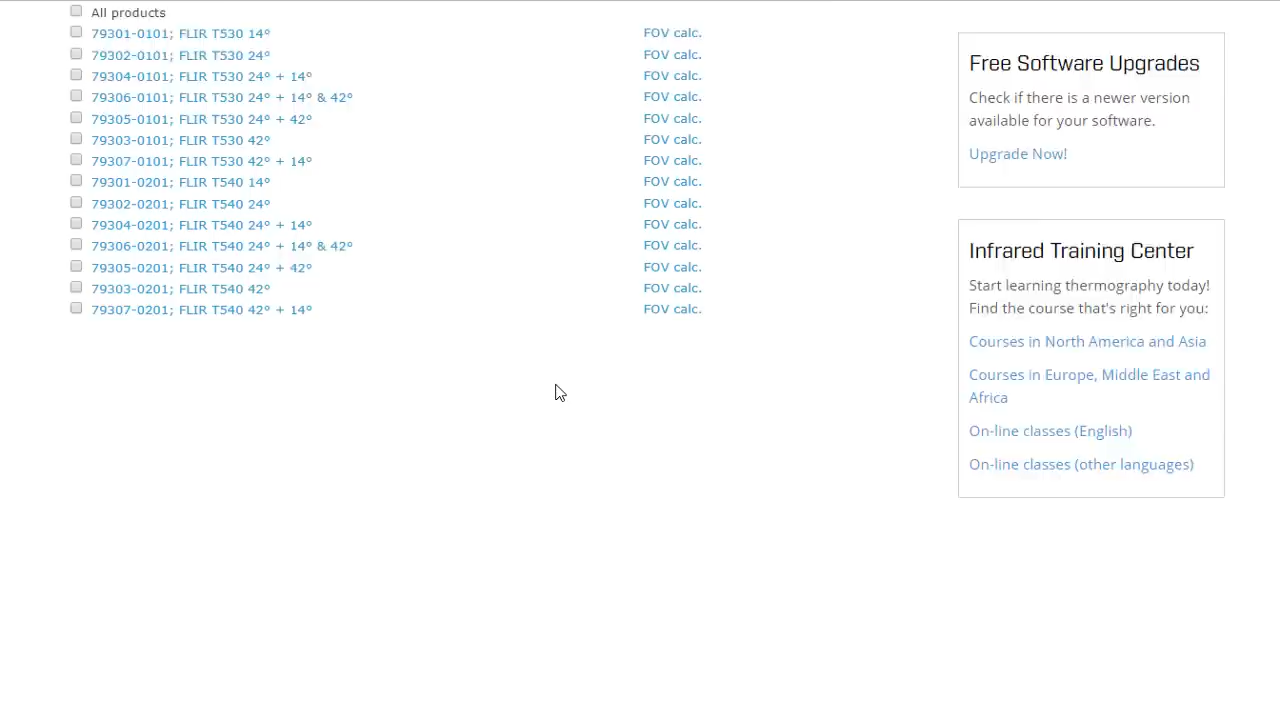 All products
79301-0101; FLIR T530 14° FOV calc.
79302-0101; FLIR T530 24° FOV calc.
79304-0101; FLIR T530 24° + 14° FOV calc.
79306-0101; FLIR T530 24° + 14° & 42° FOV calc.
79305-0101; FLIR T530 24° + 42° FOV calc.
79303-0101; FLIR T530 42° FOV calc.
79307-0101; FLIR T530 42° + 14° FOV calc.
79301-0201; FLIR T540 14° FOV calc.
79302-0201; FLIR T540 24° FOV calc.
79304-0201; FLIR T540 24° + 14° FOV calc.
79306-0201; FLIR T540 24° + 14° & 42° FOV calc.
79305-0201; FLIR T540 24° + 42° FOV calc.
79303-0201; FLIR T540 42° FOV calc.
79307-0201; FLIR T540 42° + 14° FOV calc.
Free Software Upgrades
Check if there is a newer version
available for your software.
Upgrade Now!
Infrared Training Center
Start learning thermography today!
Find the course that's right for you:
Courses in North America and Asia
Courses in Europe, Middle East and
Africa
On-line classes (English)
On-line classes (other languages)